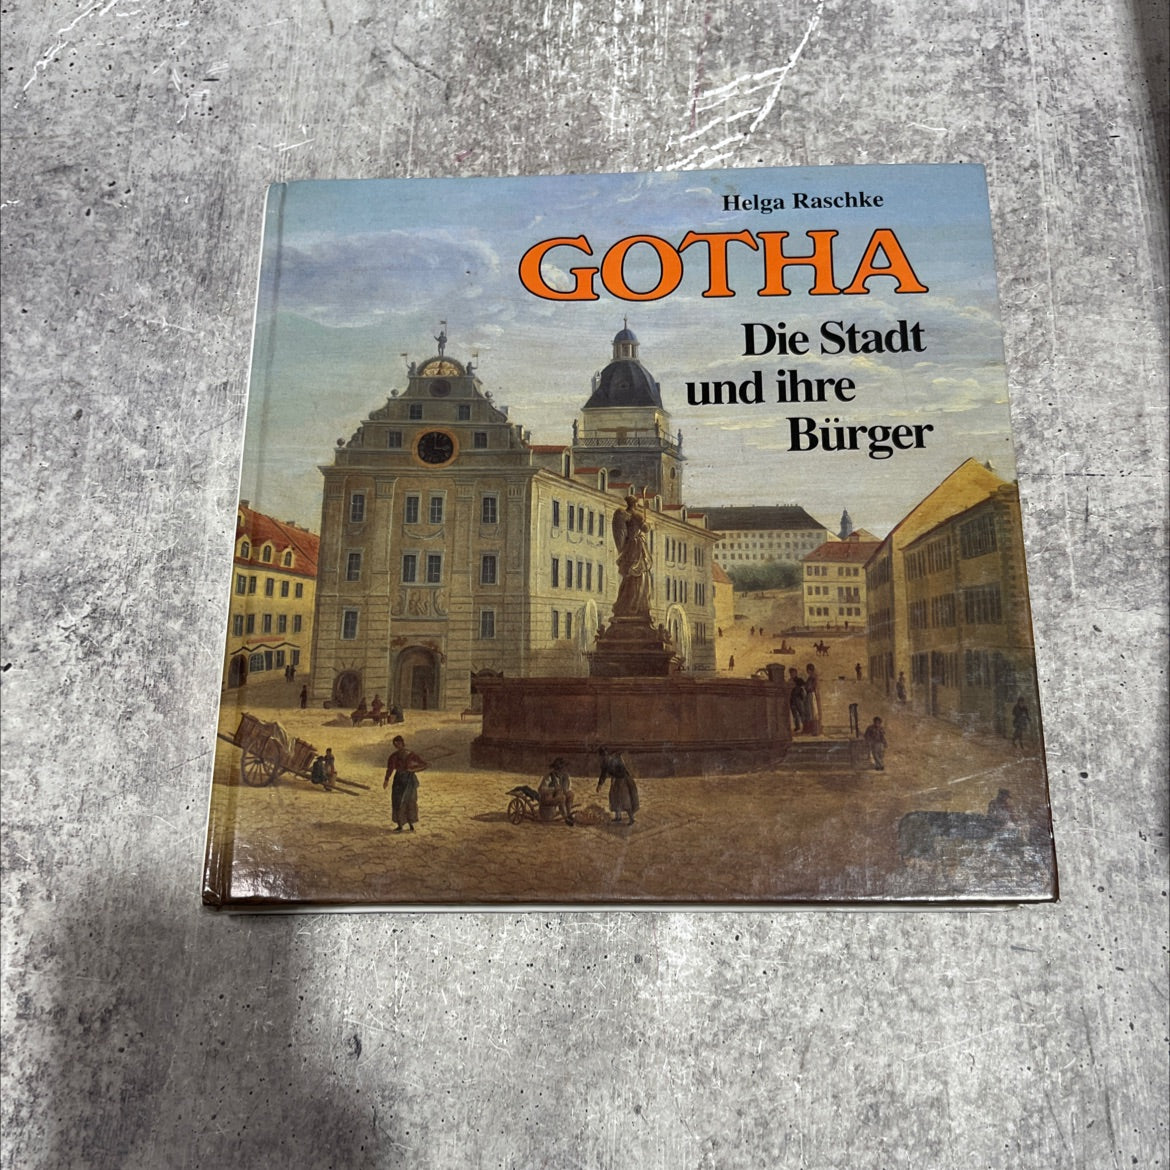 Helga Raschke
GOTHA
Die Stadt
und ihre
Bürger